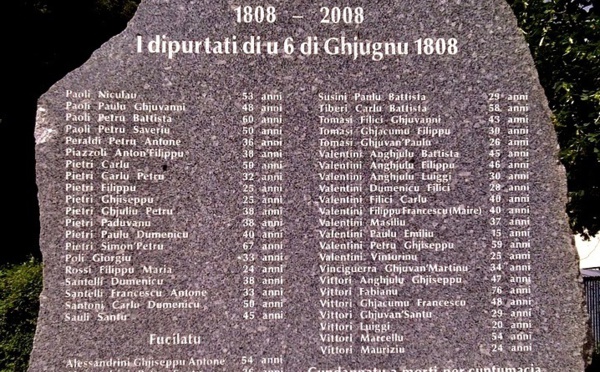 1808 – 2008
I dipurtati di u 6 di Ghjugnu 1808
Paoli Niculau 53 anni
Paoli Paulu Ghjuvanni 48 anni
Paoli Petru Battista 60 anni
Paoli Petru Saveriu 50 anni
Peraldi Petru Antone 36 anni
Piazzoli Anton'Filippu 38 anni
Pietri Carlu 50 anni
Pietri Carlu Petru 32 anni
Pietri Filippu 25 anni
Pietri Ghjiseppu 25 anni
Pietri Ghjuliu Petru 38 anni
Pietri Paduvanu 38 anni
Pietri Paulu Dumenicu 40 anni
Pietri Simon'Petru 67 anni
Poli Giorgiu 33 anni
Rossi Filippu Maria 24 anni
Santelli Dumenicu 38 anni
Santelli Francescu Antone 33 anni
Santoni Carlu Dumenicu 50 anni
Sauli Santu 45 anni
Fucilatu
Alessandrini Ghjiseppu Antone 54 anni
Susini Paulu Battista 29 anni
Tiberi Carlu Battista 58 anni
Tomasi Filici Ghjuvanni 43 anni
Tomasi Ghjacumu Filippu 30 anni
Tomasi Ghjuvan'Paulu 26 anni
Valentini Anghjulu Battista 45 anni
Valentini Anghjulu Filippu 46 anni
Valentini Anghjulu Luiggi 30 anni
Valentini Dumenicu Filici 28 anni
Valentini Filici Carlu 40 anni
Valentini Filippu Francescu (Maire) 40 anni
Valentini Masiliu 37 anni
Valentini Paulu Emiliu 15 anni
Valentini Petru Ghjiseppu 59 anni
Valentini Vinturinu 25 anni
Vinciguerra Ghjuvan'Martinu 34 anni
Vittori Anghjulu Ghjiseppu 47 anni
Vittori Fabianu 76 anni
Vittori Ghjacumu Francescu 48 anni
Vittori Ghjuvan'Santu 29 anni
Vittori Luiggi 20 anni
Vittori Marcellu 54 anni
Vittori Mauriziu 24 anni
Cundannatu a morti per cuntumacia